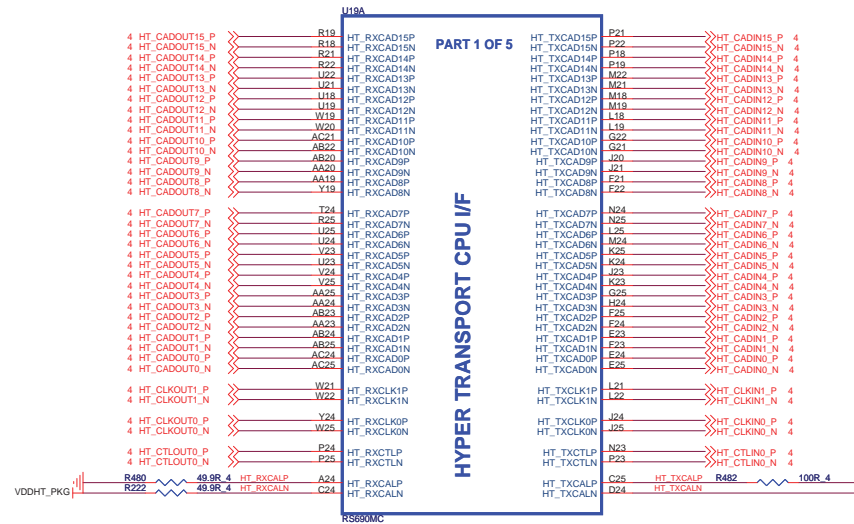 U19A
PART 1 OF 5
4 HT_CADOUT15_P R19 HT_RXCAD15P HT_TXCAD15P P21 HT_CADIN15_P 4
4 HT_CADOUT15_N R18 HT_RXCAD15N HT_TXCAD15N P22 HT_CADIN15_N 4
4 HT_CADOUT14_P R21 HT_RXCAD14P HT_TXCAD14P P18 HT_CADIN14_P 4
4 HT_CADOUT14_N R22 HT_RXCAD14N HT_TXCAD14N P19 HT_CADIN14_N 4
4 HT_CADOUT13_P U22 HT_RXCAD13P HT_TXCAD13P M22 HT_CADIN13_P 4
4 HT_CADOUT13_N U21 HT_RXCAD13N HT_TXCAD13N M21 HT_CADIN13_N 4
4 HT_CADOUT12_P U18 HT_RXCAD12P HT_TXCAD12P M18 HT_CADIN12_P 4
4 HT_CADOUT12_N U19 HT_RXCAD12N HT_TXCAD12N M19 HT_CADIN12_N 4
4 HT_CADOUT11_P W19 HT_RXCAD11P HT_TXCAD11P L18 HT_CADIN11_P 4
4 HT_CADOUT11_N W20 HT_RXCAD11N HT_TXCAD11N L19 HT_CADIN11_N 4
4 HT_CADOUT10_P AC21 HT_RXCAD10P HT_TXCAD10P G22 HT_CADIN10_P 4
4 HT_CADOUT10_N AB22 HT_RXCAD10N HT_TXCAD10N G21 HT_CADIN10_N 4
4 HT_CADOUT9_P AB20 HT_RXCAD9P HT_TXCAD9P J20 HT_CADIN9_P 4
4 HT_CADOUT9_N AA20 HT_RXCAD9N HT_TXCAD9N J21 HT_CADIN9_N 4
4 HT_CADOUT8_P AA19 HT_RXCAD8P HT_TXCAD8P F21 HT_CADIN8_P 4
4 HT_CADOUT8_N Y19 HT_RXCAD8N HT_TXCAD8N F22 HT_CADIN8_N 4
4 HT_CADOUT7_P T24 HT_RXCAD7P HT_TXCAD7P N24 HT_CADIN7_P 4
4 HT_CADOUT7_N R25 HT_RXCAD7N HT_TXCAD7N N25 HT_CADIN7_N 4
4 HT_CADOUT6_P U25 HT_RXCAD6P HT_TXCAD6P L25 HT_CADIN6_P 4
4 HT_CADOUT6_N U24 HT_RXCAD6N HT_TXCAD6N M24 HT_CADIN6_N 4
4 HT_CADOUT5_P V23 HT_RXCAD5P HT_TXCAD5P K25 HT_CADIN5_P 4
4 HT_CADOUT5_N U23 HT_RXCAD5N HT_TXCAD5N K24 HT_CADIN5_N 4
4 HT_CADOUT4_P V24 HT_RXCAD4P HT_TXCAD4P J23 HT_CADIN4_P 4
4 HT_CADOUT4_N V25 HT_RXCAD4N HT_TXCAD4N K23 HT_CADIN4_N 4
4 HT_CADOUT3_P AA25 HT_RXCAD3P HT_TXCAD3P G25 HT_CADIN3_P 4
4 HT_CADOUT3_N AA24 HT_RXCAD3N HT_TXCAD3N H24 HT_CADIN3_N 4
4 HT_CADOUT2_P AB23 HT_RXCAD2P HT_TXCAD2P F25 HT_CADIN2_P 4
4 HT_CADOUT2_N AA23 HT_RXCAD2N HT_TXCAD2N F24 HT_CADIN2_N 4
4 HT_CADOUT1_P AB24 HT_RXCAD1P HT_TXCAD1P E23 HT_CADIN1_P 4
4 HT_CADOUT1_N AB25 HT_RXCAD1N HT_TXCAD1N F23 HT_CADIN1_N 4
4 HT_CADOUT0_P AC24 HT_RXCAD0P HT_TXCAD0P E24 HT_CADIN0_P 4
4 HT_CADOUT0_N AC25 HT_RXCAD0N HT_TXCAD0N E25 HT_CADIN0_N 4
4 HT_CLKOUT1_P W21 HT_RXCLK1P HT_TXCLK1P L21 HT_CLKIN1_P 4
4 HT_CLKOUT1_N W22 HT_RXCLK1N HT_TXCLK1N L22 HT_CLKIN1_N 4
4 HT_CLKOUT0_P Y24 HT_RXCLK0P HT_TXCLK0P J24 HT_CLKIN0_P 4
4 HT_CLKOUT0_N W25 HT_RXCLK0N HT_TXCLK0N J25 HT_CLKIN0_N 4
4 HT_CTLOUT0_P P24 HT_RXCTLP HT_TXCTLP N23 HT_CTLIN0_P 4
4 HT_CTLOUT0_N P25 HT_RXCTLN HT_TXCTLN P23 HT_CTLIN0_N 4
R480 49.9R_4 HT_RXCALP A24 HT_RXCALP HT_TXCALP C25 HT_TXCALP R482 100R_4
VDDHT_PKG R222 49.9R_4 HT_RXCALN C24 HT_RXCALN HT_TXCALN D24 HT_TXCALN
HYPER TRANSPORT CPU I/F
RS690MC